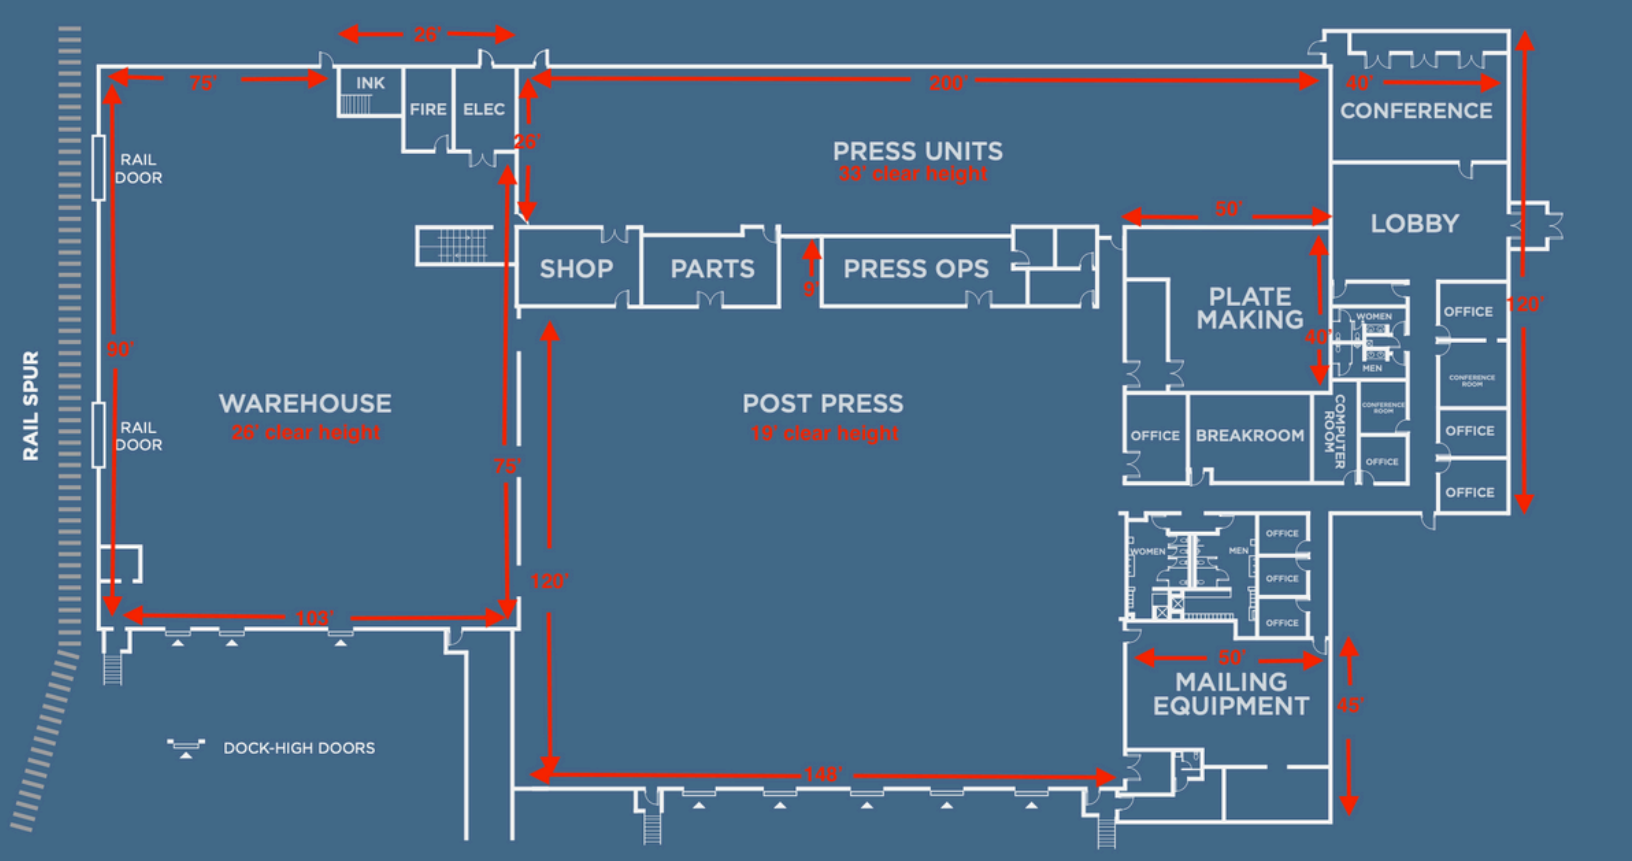 26'
75'
INK
FIRE
ELEC
200'
40'
CONFERENCE
26'
PRESS UNITS
33' clear height
RAIL
DOOR
50'
LOBBY
SHOP
PARTS
9'
PRESS OPS
PLATE
MAKING
40'
WOMEN
MEN
OFFICE
120'
CONFERENCE
ROOM
RAIL SPUR
90'
WAREHOUSE
26' clear height
RAIL
DOOR
75'
POST PRESS
19' clear height
OFFICE
BREAKROOM
COMPUTER
ROOM
CONFERENCE
ROOM
OFFICE
OFFICE
OFFICE
120'
WOMEN
MEN
OFFICE
OFFICE
OFFICE
103'
50'
MAILING
EQUIPMENT
45'
DOCK-HIGH DOORS
148'